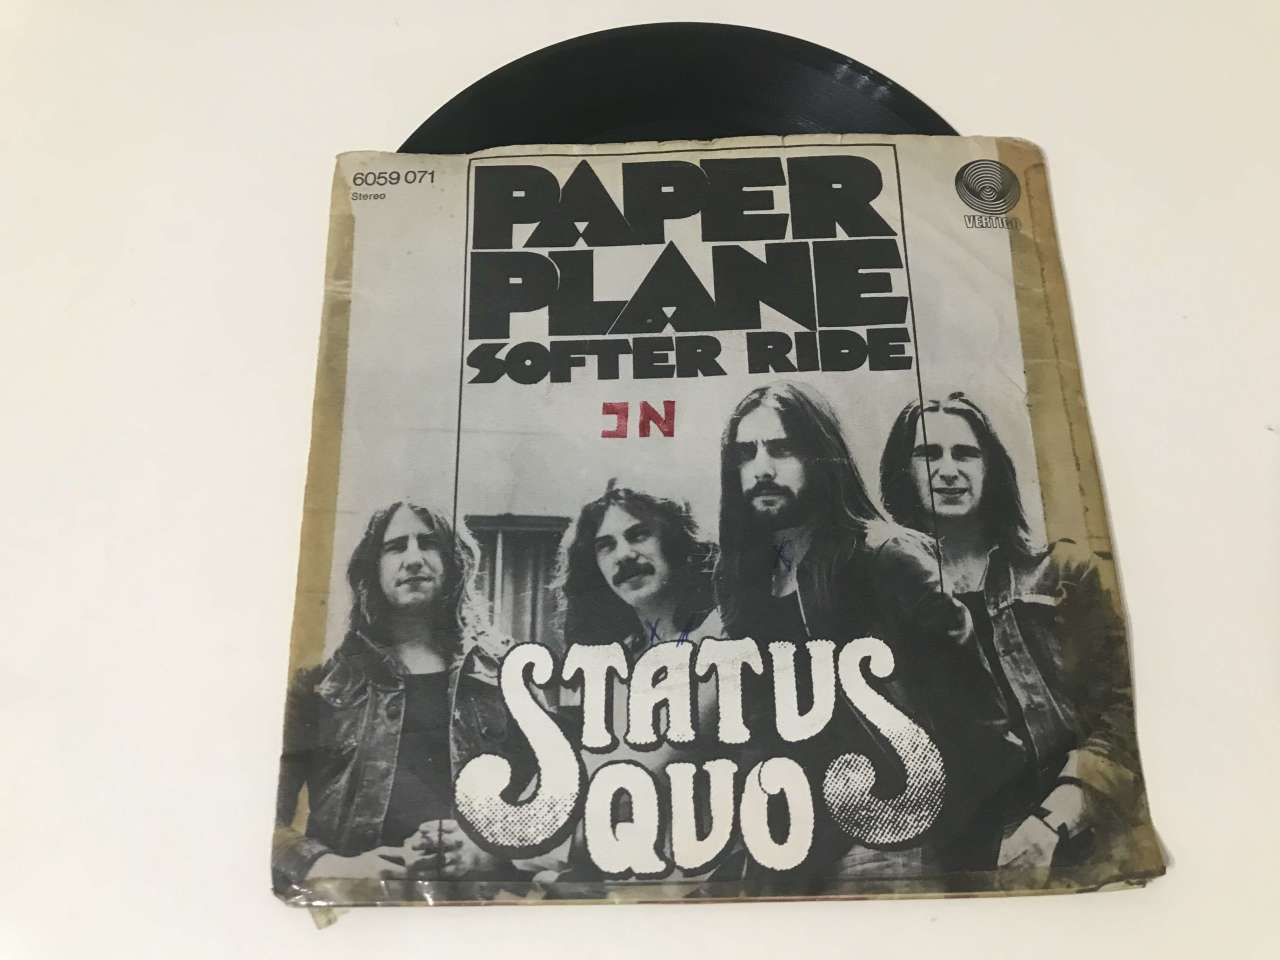 6059 071
Stereo
VERTIGO
PAPER
PLANE
SOFTER RIDE
JN
STATUS
QUO